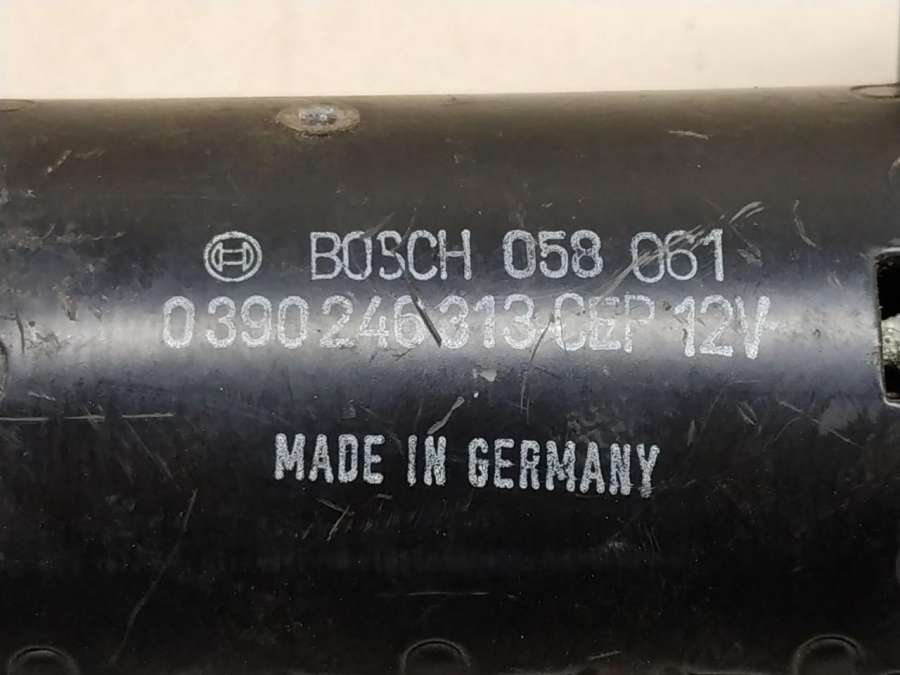 BOSCH 058 061
0 390 246 313 CEP 12V
MADE IN GERMANY